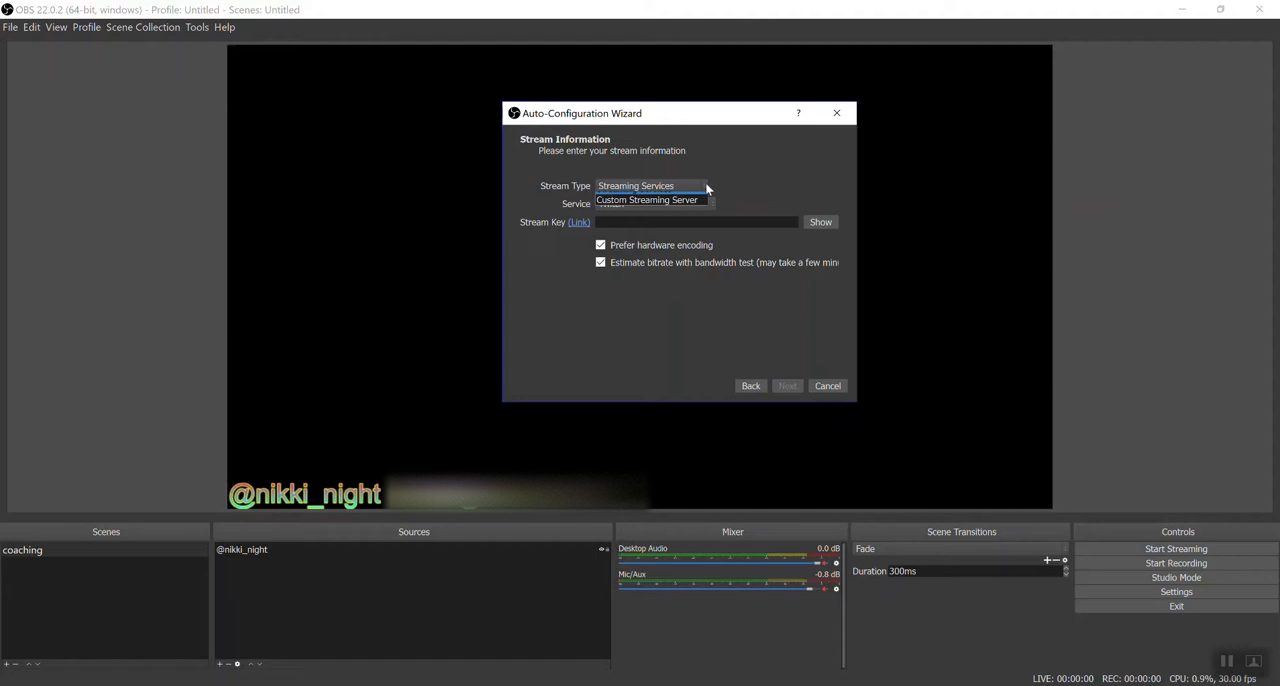 OBS 22.0.2 (64-bit, windows) - Profile: Untitled - Scenes: Untitled
File Edit View Profile Scene Collection Tools Help
Auto-Configuration Wizard ?
Stream Information
Please enter your stream information
Stream Type Streaming Services
Custom Streaming Server
Service
Stream Key (Link) Show
Prefer hardware encoding
Estimate bitrate with bandwidth test (may take a few min
Back Next Cancel
@nikki_night
Scenes Sources Mixer Scene Transitions Controls
coaching
@nikki_night
Desktop Audio 0.0 dB
Mic/Aux -0.8 dB
Fade
Duration 300ms
Start Streaming
Start Recording
Studio Mode
Settings
Exit
LIVE: 00:00:00 REC: 00:00:00 CPU: 0.9%, 30.00 fps